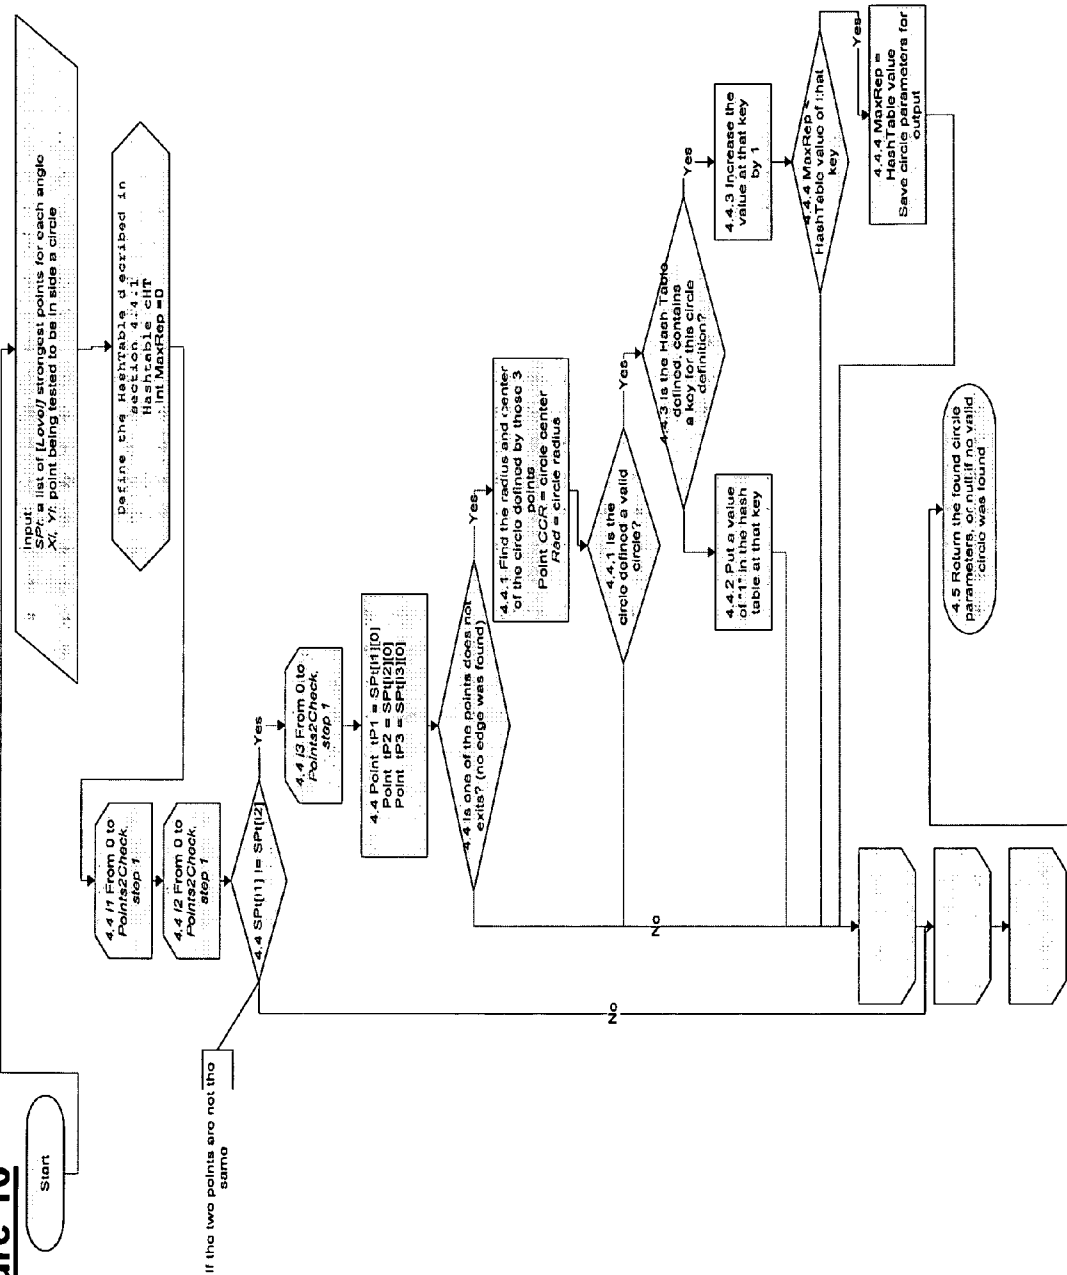 Start
Input:
SPt: a list of [Level] strongest points for each angle
Xi, Yi: point being tested to be in side a circle
Define the HashTable d ecribed in
section 4.4.1
Hashtable cHT
Int MaxRep =0
4.4 I1 From 0 to
Points2Check,
step 1
4.4 I2 From 0 to
Points2Check,
step 1
4.4 SPt[I1] != SPt[I2]
If the two points are not the
same
Yes
No
4.4 I3 From 0 to
Points2Check,
step 1
4.4 Point tP1 = SPt[I1][0]
Point tP2 = SPt[I2][0]
Point tP3 = SPt[I3][0]
4.4 Is one of the points does not
exits? (no edge was found)
Yes
No
4.4.1 Find the radius and center
of the circle defined by those 3
points
Point CCR = circle center
Rad = circle radius
4.4.1 Is the
circle defined a valid
circle?
Yes
4.4.3 Is the Hash Table
defined, contains
a key for this circle
definition?
Yes
4.4.2 Put a value
of "1" in the hash
table at that key
4.4.3 Increase the
value at that key
by 1
4.4.4 MaxRep <
HashTable value of that
key
Yes
4.4.4 MaxRep =
HashTable value
Save circle parameters for
output
4.5 Return the found circle
parameters, or null if no valid
circle was found